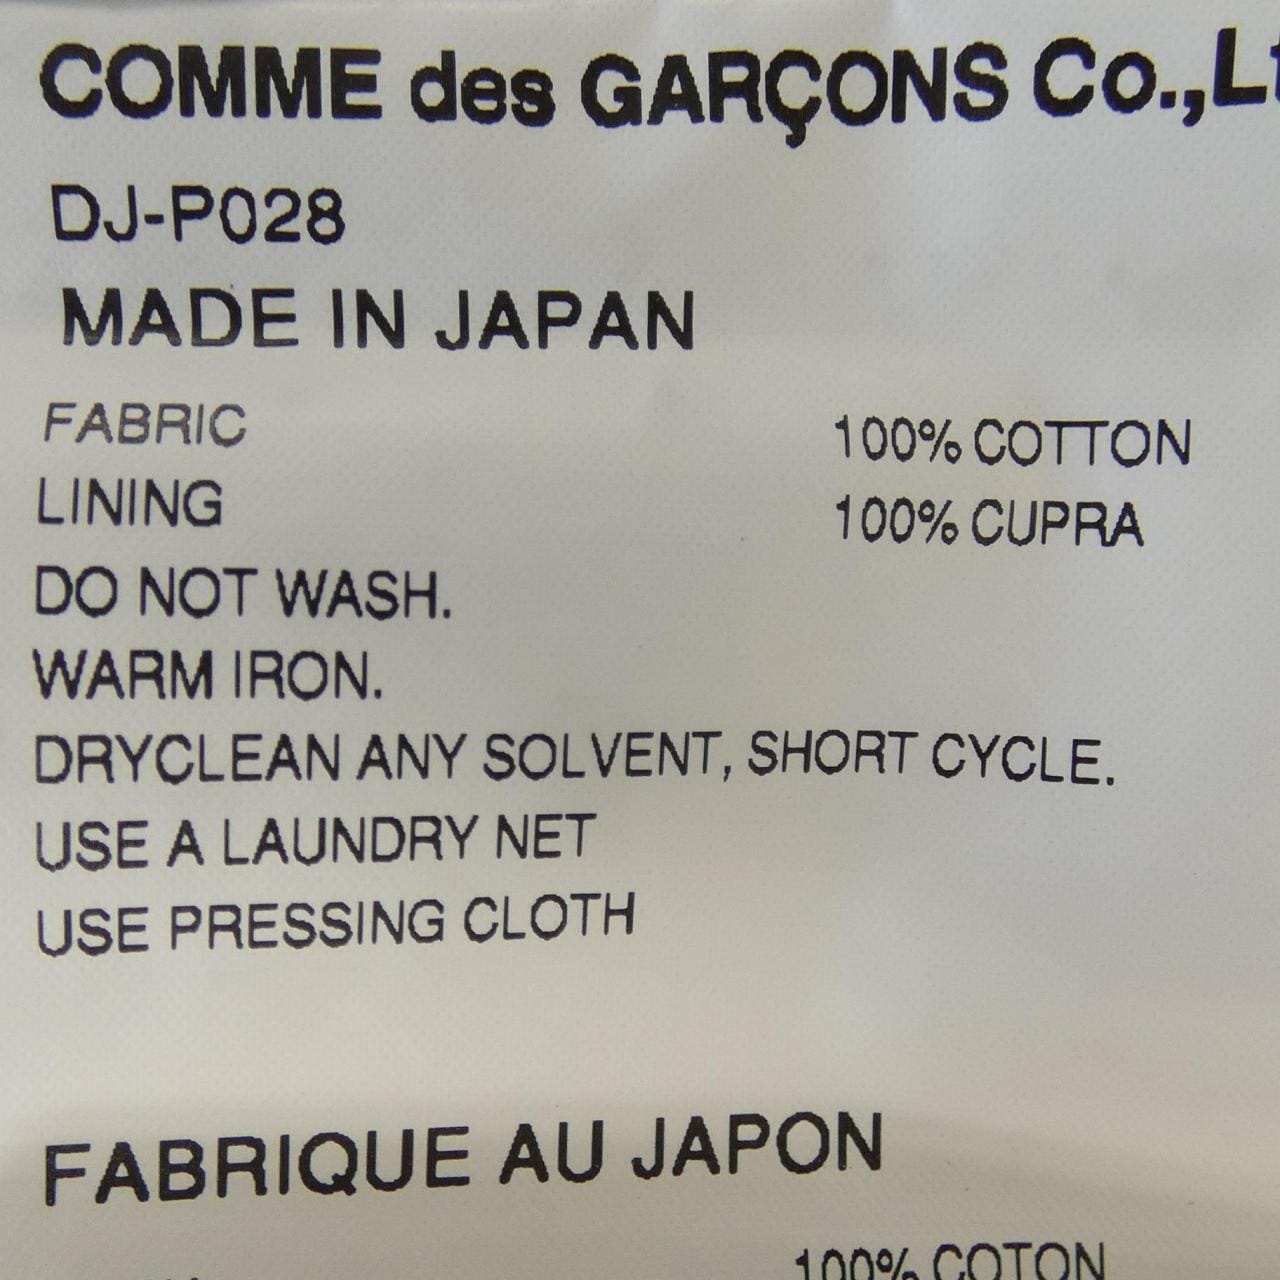 COMME des GARÇONS Co.,Lt
DJ-P028
MADE IN JAPAN
FABRIC 100% COTTON
LINING 100% CUPRA
DO NOT WASH.
WARM IRON.
DRYCLEAN ANY SOLVENT, SHORT CYCLE.
USE A LAUNDRY NET
USE PRESSING CLOTH
FABRIQUE AU JAPON
100% COTON